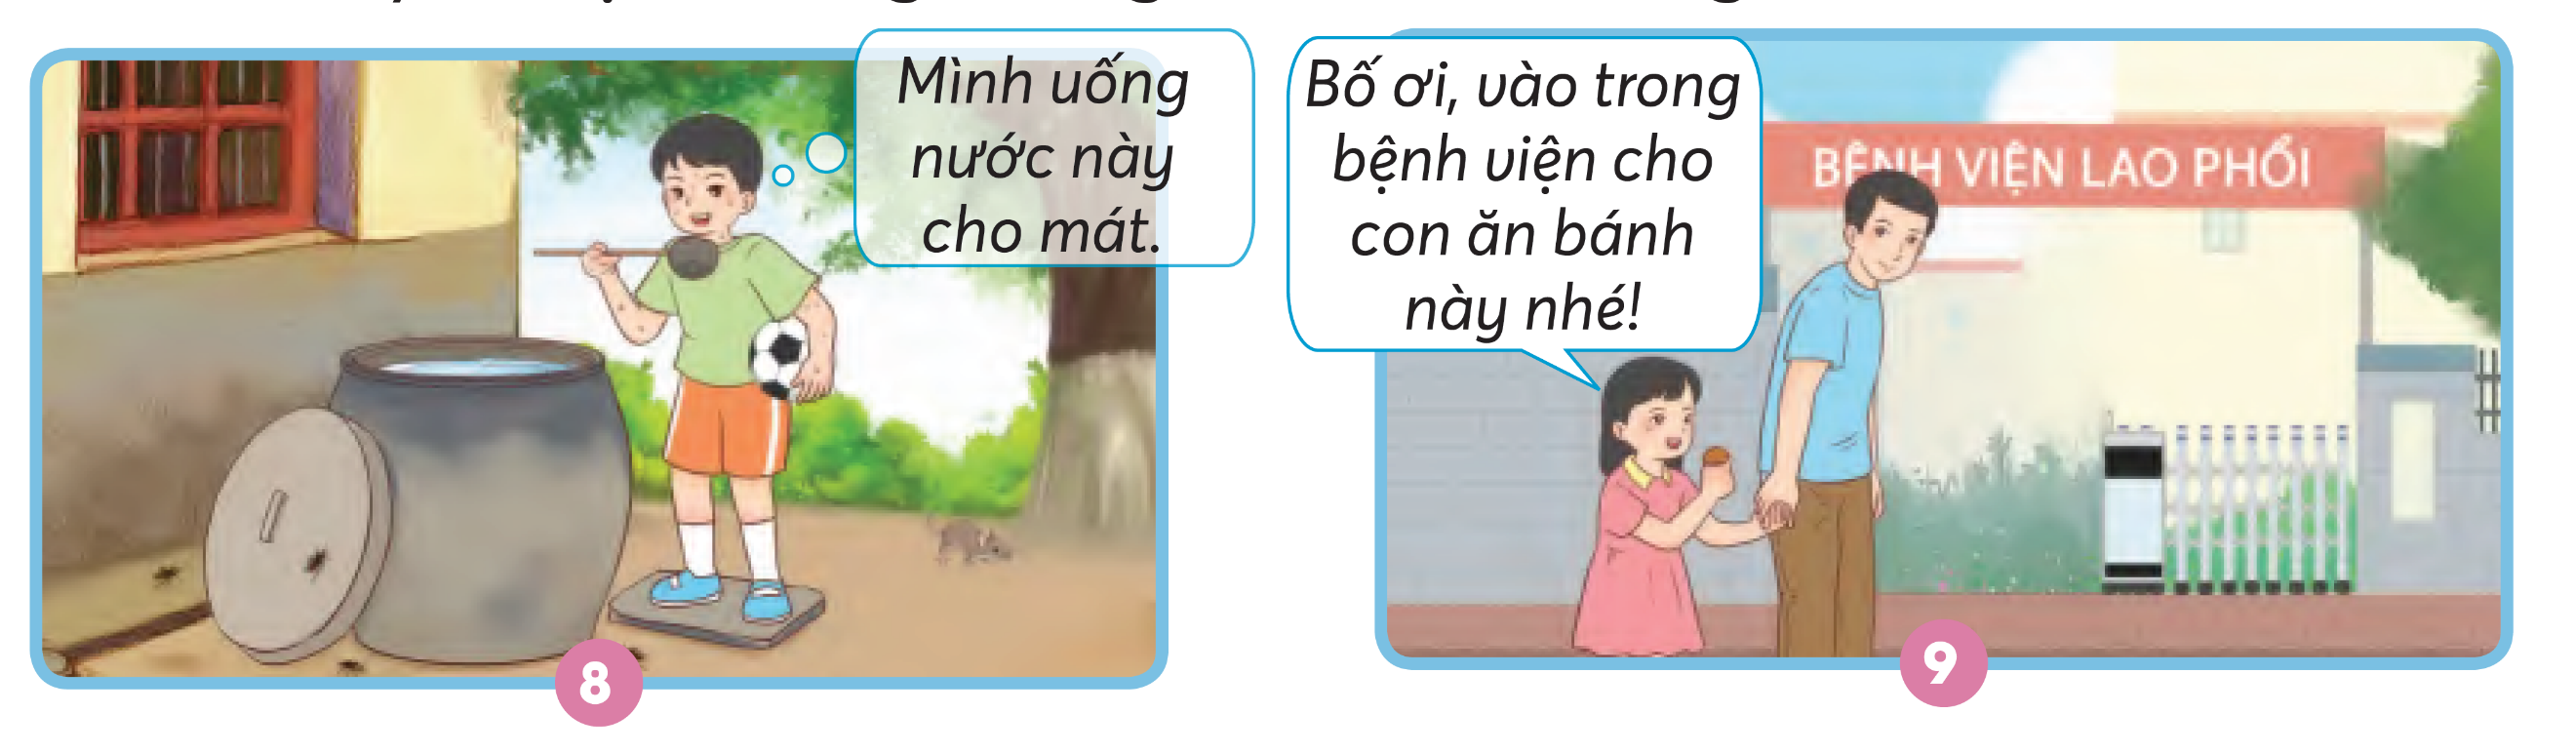 Mình uống
nước này
cho mát.
8
Bố ơi, vào trong
bệnh viện cho
con ăn bánh
này nhé!
BỆNH VIỆN LAO PHỔI
9